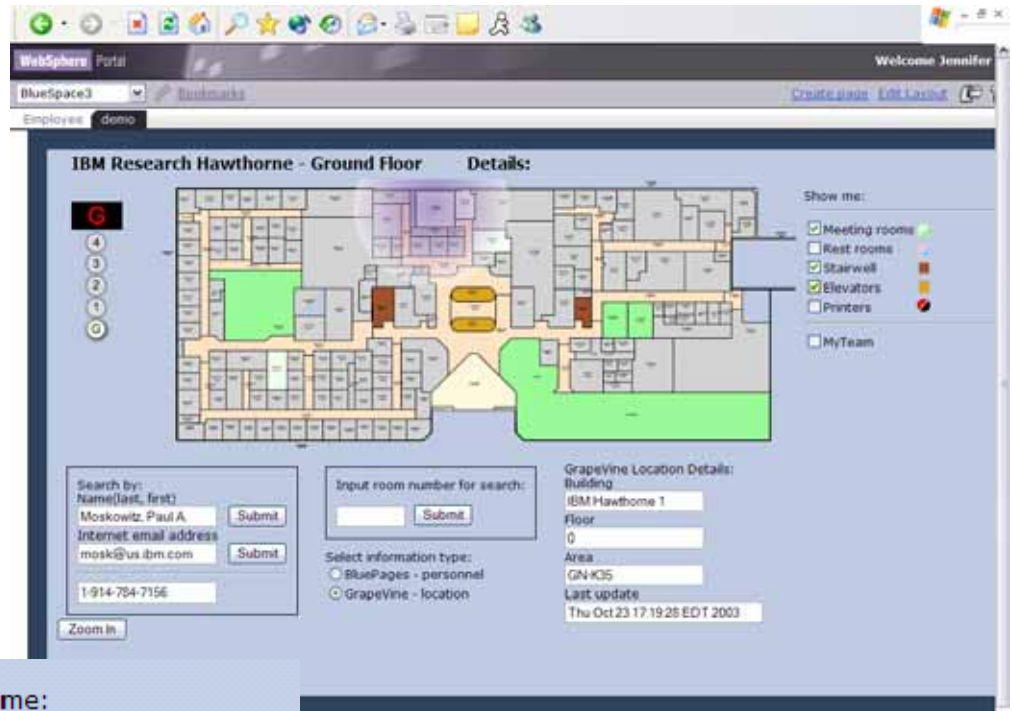 WebSphere Portal
Welcome Jennifer
BlueSpace3
Bookmarks
Create page Edit Layout
Employee demo
IBM Research Hawthorne - Ground Floor Details:
G
4
3
2
1
G
Show me:
Meeting rooms
Rest rooms
Stairwell
Elevators
Printers
MyTeam
Search by:
Name(last, first)
Moskowitz, Paul A. Submit
Internet email address
mosk@us.ibm.com Submit
1-914-784-7156
Zoom In
Input room number for search:
Submit
Select information type:
BluePages - personnel
GrapeVine - location
GrapeVine Location Details:
Building
IBM Hawthorne 1
Floor
0
Area
GN-K35
Last update
Thu Oct 23 17:19:28 EDT 2003
me: